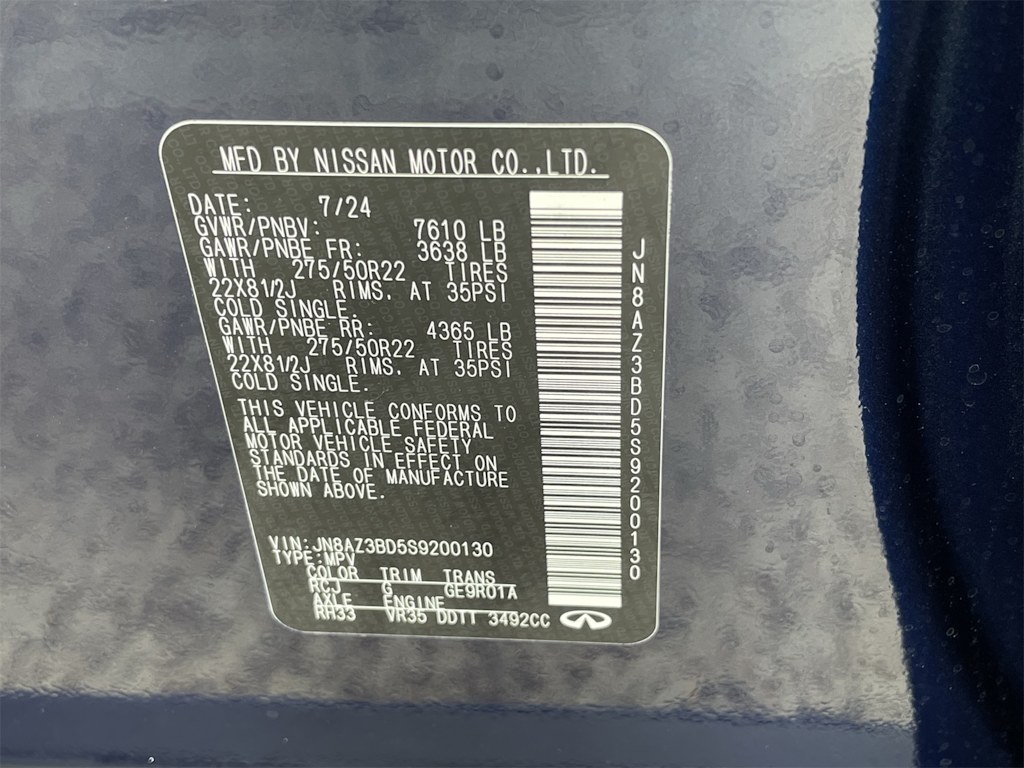 MFD BY NISSAN MOTOR CO.,LTD.
DATE: 7/24
GVWR/PNBV: 7610 LB
GAWR/PNBE FR: 3638 LB
WITH 275/50R22 TIRES
22X81/2J RIMS, AT 35PSI
COLD SINGLE.
GAWR/PNBE RR: 4365 LB
WITH 275/50R22 TIRES
22X81/2J RIMS, AT 35PSI
COLD SINGLE.
THIS VEHICLE CONFORMS TO
ALL APPLICABLE FEDERAL
MOTOR VEHICLE SAFETY
STANDARDS IN EFFECT ON
THE DATE OF MANUFACTURE
SHOWN ABOVE.
VIN:JN8AZ3BD5S9200130
TYPE:MPV
COLOR TRIM TRANS
RCJ G GE9R01A
AXLE ENGINE
RH33 VR35 DDTT 3492CC
JN8AZ3BD5S9200130